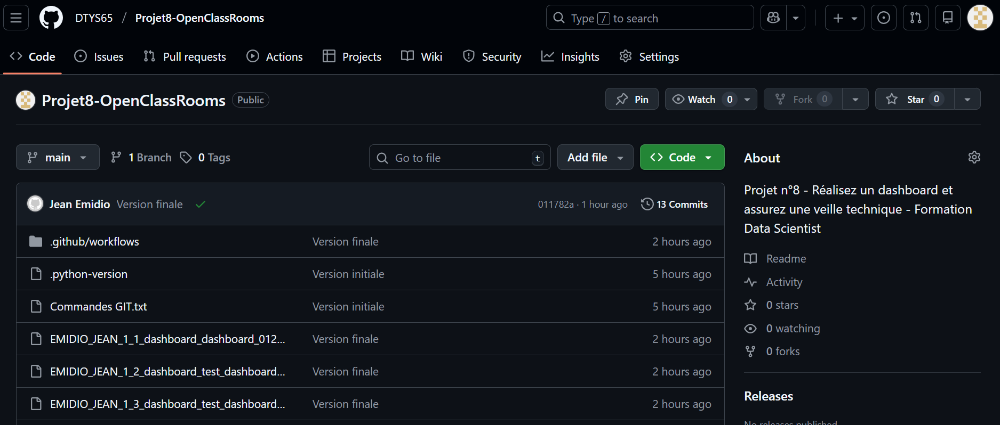 DTYS65 / Projet8-OpenClassRooms
Type / to search
Code
Issues
Pull requests
Actions
Projects
Wiki
Security
Insights
Settings
Projet8-OpenClassRooms Public
Pin
Watch 0
Fork 0
Star 0
main
1 Branch
0 Tags
Go to file t
Add file
Code
Jean Emidio Version finale 011782a · 1 hour ago 13 Commits
.github/workflows Version finale 2 hours ago
.python-version Version initiale 5 hours ago
Commandes GIT.txt Version initiale 5 hours ago
EMIDIO_JEAN_1_1_dashboard_dashboard_012... Version finale 2 hours ago
EMIDIO_JEAN_1_2_dashboard_test_dashboard... Version finale 2 hours ago
EMIDIO_JEAN_1_3_dashboard_test_dashboard... Version finale 2 hours ago
About
Projet n°8 - Réalisez un dashboard et
assurez une veille technique - Formation
Data Scientist
Readme
Activity
0 stars
0 watching
0 forks
Releases
No releases published